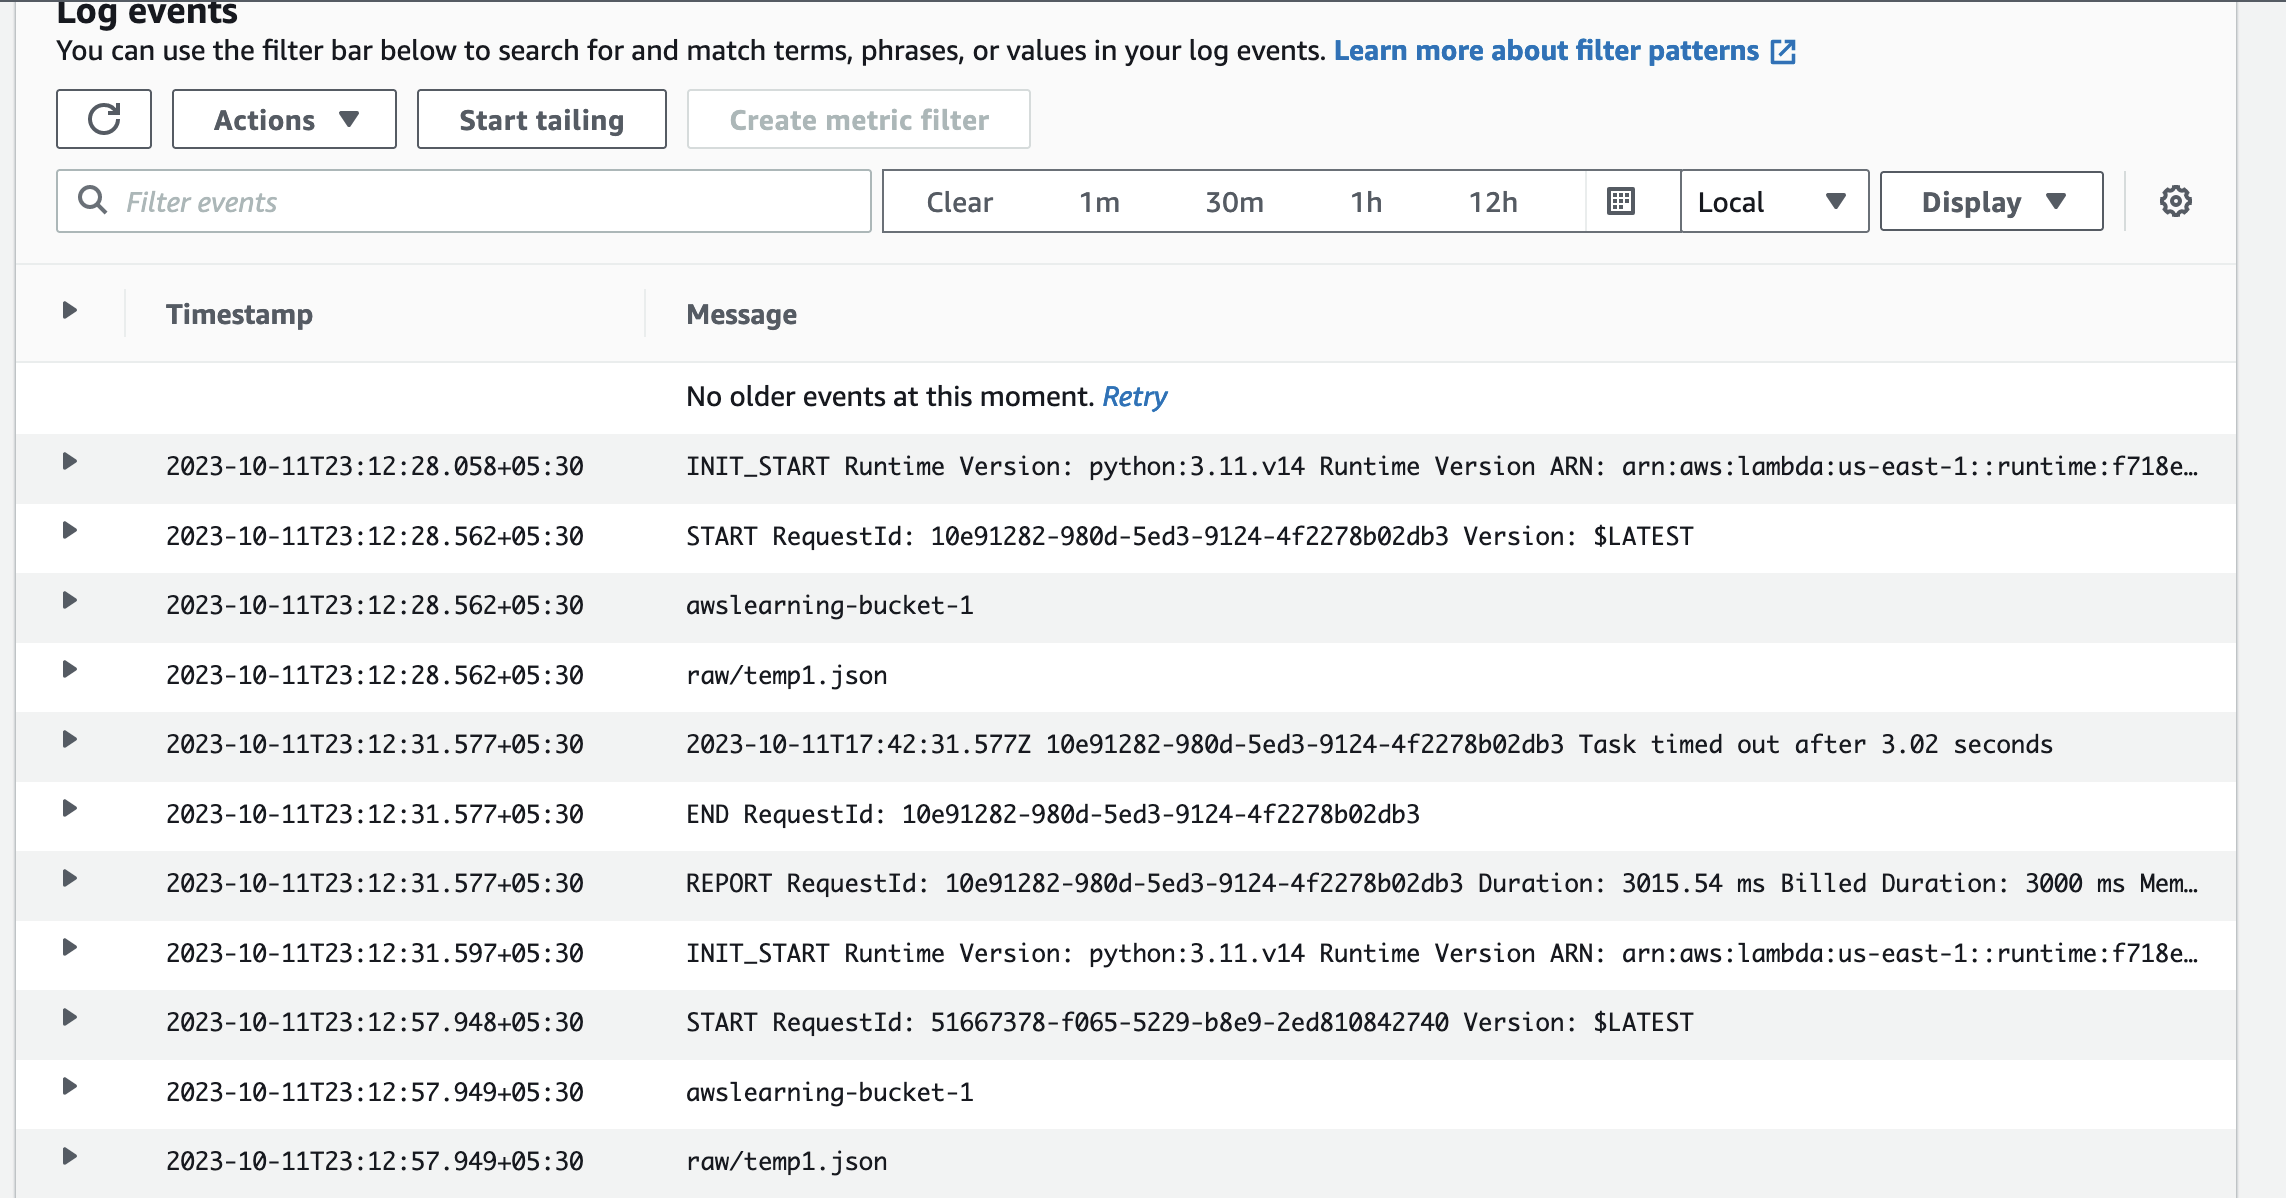 Log events
You can use the filter bar below to search for and match terms, phrases, or values in your log events. Learn more about filter patterns
Actions Start tailing Create metric filter
Filter events Clear 1m 30m 1h 12h Local Display
Timestamp Message
No older events at this moment. Retry
2023-10-11T23:12:28.058+05:30 INIT_START Runtime Version: python:3.11.v14 Runtime Version ARN: arn:aws:lambda:us-east-1::runtime:f718e…
2023-10-11T23:12:28.562+05:30 START RequestId: 10e91282-980d-5ed3-9124-4f2278b02db3 Version: $LATEST
2023-10-11T23:12:28.562+05:30 awslearning-bucket-1
2023-10-11T23:12:28.562+05:30 raw/temp1.json
2023-10-11T23:12:31.577+05:30 2023-10-11T17:42:31.577Z 10e91282-980d-5ed3-9124-4f2278b02db3 Task timed out after 3.02 seconds
2023-10-11T23:12:31.577+05:30 END RequestId: 10e91282-980d-5ed3-9124-4f2278b02db3
2023-10-11T23:12:31.577+05:30 REPORT RequestId: 10e91282-980d-5ed3-9124-4f2278b02db3 Duration: 3015.54 ms Billed Duration: 3000 ms Mem…
2023-10-11T23:12:31.597+05:30 INIT_START Runtime Version: python:3.11.v14 Runtime Version ARN: arn:aws:lambda:us-east-1::runtime:f718e…
2023-10-11T23:12:57.948+05:30 START RequestId: 51667378-f065-5229-b8e9-2ed810842740 Version: $LATEST
2023-10-11T23:12:57.949+05:30 awslearning-bucket-1
2023-10-11T23:12:57.949+05:30 raw/temp1.json